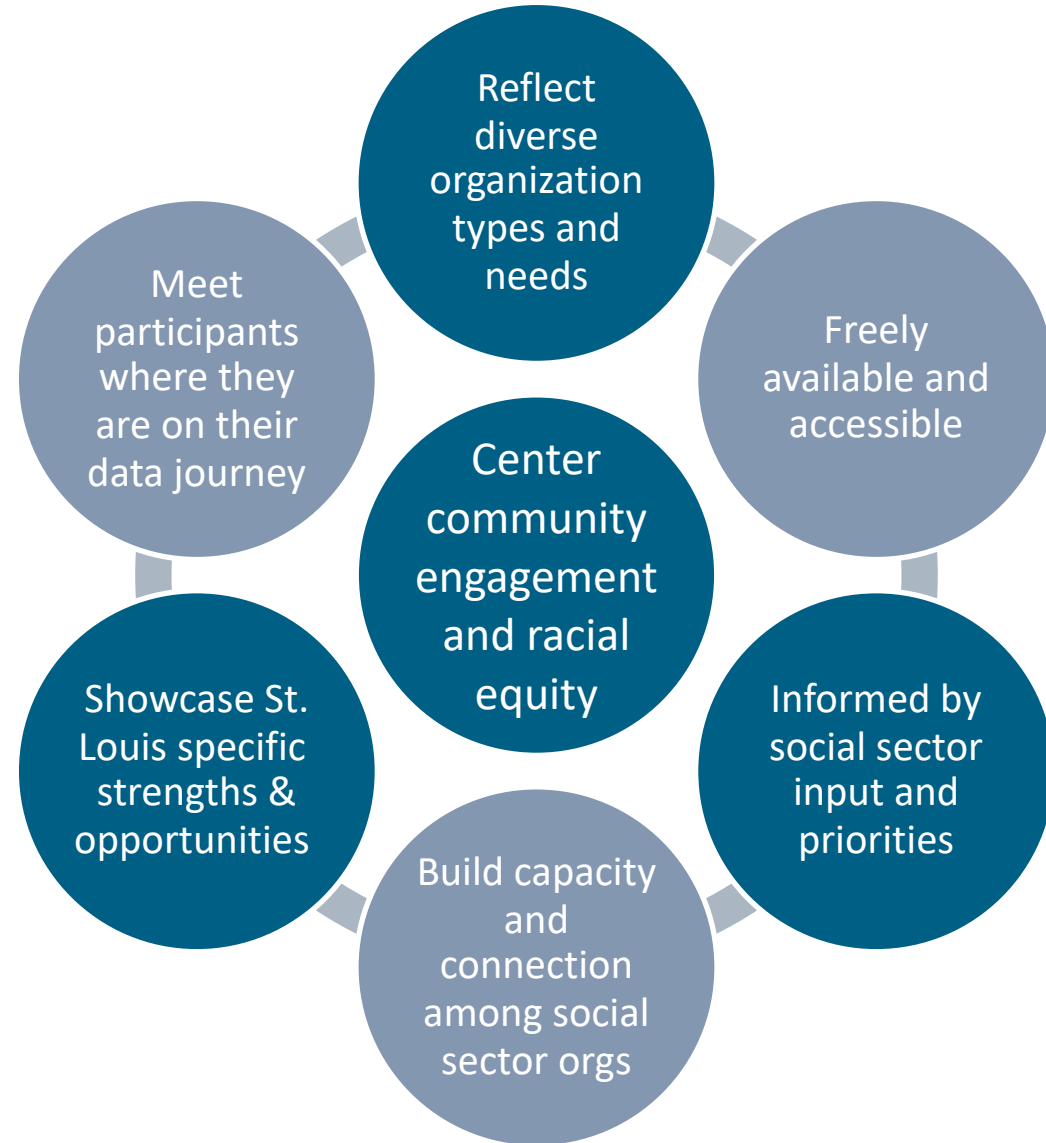 Reflect
diverse
organization
types and
needs
Freely
available and
accessible
Informed by
social sector
input and
priorities
Build capacity
and
connection
among social
sector orgs
Showcase St.
Louis specific
strengths &
opportunities
Meet
participants
where they
are on their
data journey
Center
community
engagement
and racial
equity